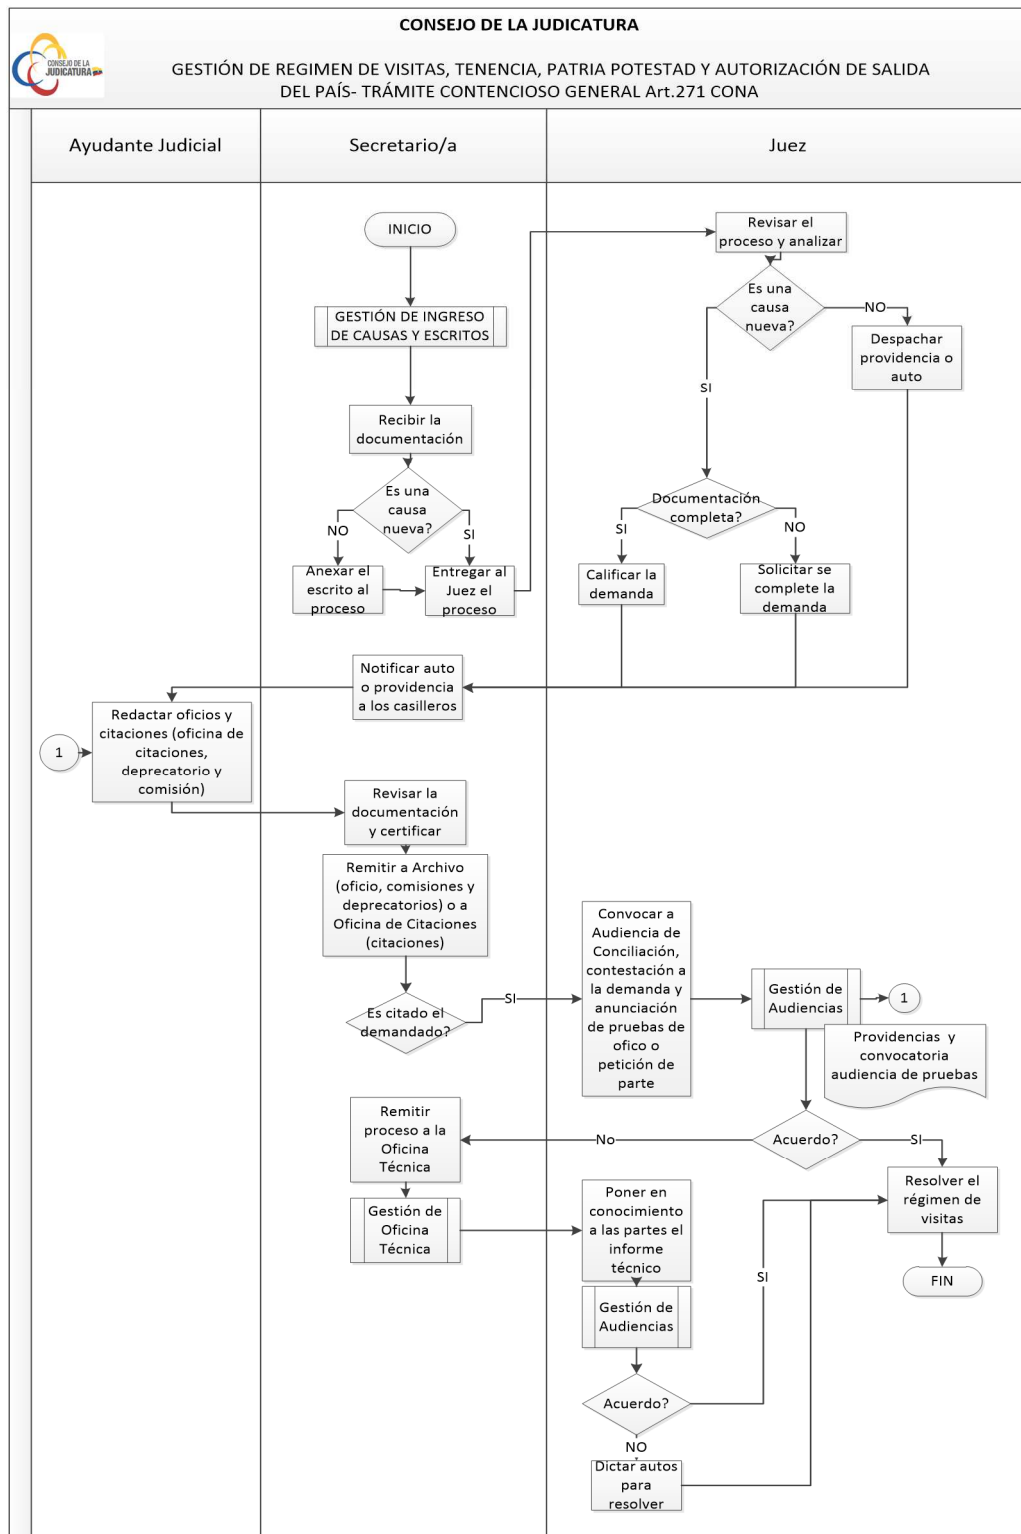 CONSEJO DE LA JUDICATURA
CONSEJO DE LA
JUDICATURA
GESTIÓN DE REGIMEN DE VISITAS, TENENCIA, PATRIA POTESTAD Y AUTORIZACIÓN DE SALIDA
DEL PAÍS- TRÁMITE CONTENCIOSO GENERAL Art.271 CONA
Ayudante Judicial
Secretario/a
Juez
INICIO
GESTIÓN DE INGRESO
DE CAUSAS Y ESCRITOS
Recibir la
documentación
Es una
causa
nueva?
NO
SI
Anexar el
escrito al
proceso
Entregar al
Juez el
proceso
Revisar el
proceso y analizar
Es una
causa
nueva?
NO
SI
Despachar
providencia o
auto
Documentación
completa?
SI
NO
Calificar la
demanda
Solicitar se
complete la
demanda
Notificar auto
o providencia
a los casilleros
1
Redactar oficios y
citaciones (oficina de
citaciones,
deprecatorio y
comisión)
Revisar la
documentación
y certificar
Remitir a Archivo
(oficio, comisiones y
deprecatorios) o a
Oficina de Citaciones
(citaciones)
Es citado el
demandado?
SI
Convocar a
Audiencia de
Conciliación,
contestación a
la demanda y
anunciación
de pruebas de
ofico o
petición de
parte
Gestión de
Audiencias
1
Providencias y
convocatoria
audiencia de pruebas
Acuerdo?
No
SI
Remitir
proceso a la
Oficina
Técnica
Gestión de
Oficina
Técnica
Poner en
conocimiento
a las partes el
informe
técnico
Resolver el
régimen de
visitas
FIN
Gestión de
Audiencias
SI
Acuerdo?
NO
Dictar autos
para
resolver